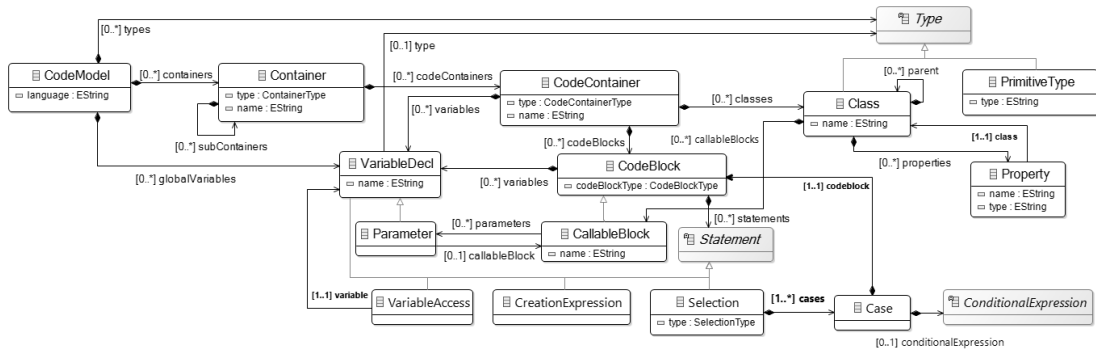 [0..*] types
Type
[0..1] type
CodeModel
language : EString
[0..*] containers
Container
type : ContainerType
name : EString
[0..*] codeContainers
CodeContainer
type : CodeContainerType
name : EString
[0..*] classes
[0..*] parent
Class
name : EString
PrimitiveType
type : EString
[0..*] subContainers
[0..*] variables
[0..*] codeBlocks
[0..*] callableBlocks
[1..1] class
[0..*] properties
[0..*] globalVariables
VariableDecl
name : EString
[0..*] variables
CodeBlock
codeBlockType : CodeBlockType
[1..1] codeblock
Property
name : EString
type : EString
Parameter
[0..*] parameters
[0..1] callableBlock
CallableBlock
name : EString
[0..*] statements
Statement
[1..1] variable
VariableAccess
CreationExpression
Selection
type : SelectionType
[1..*] cases
Case
ConditionalExpression
[0..1] conditionalExpression